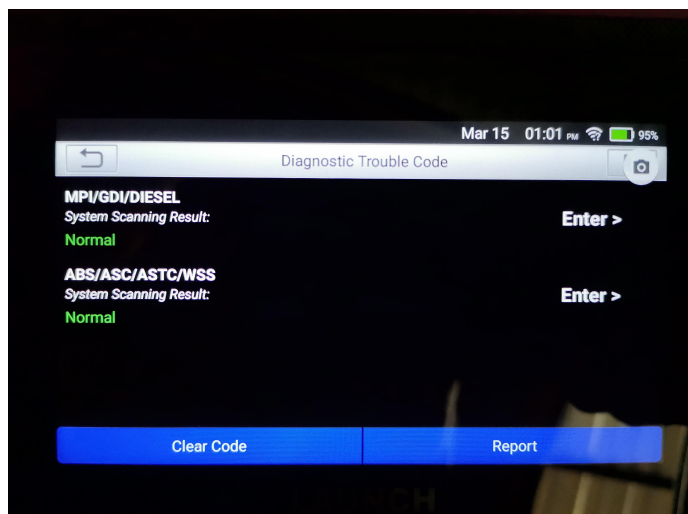 Mar 15 01:01 PM 95%
Diagnostic Trouble Code
MPI/GDI/DIESEL
System Scanning Result:
Enter >
Normal
ABS/ASC/ASTC/WSS
System Scanning Result:
Enter >
Normal
Clear Code Report
LAUNCH